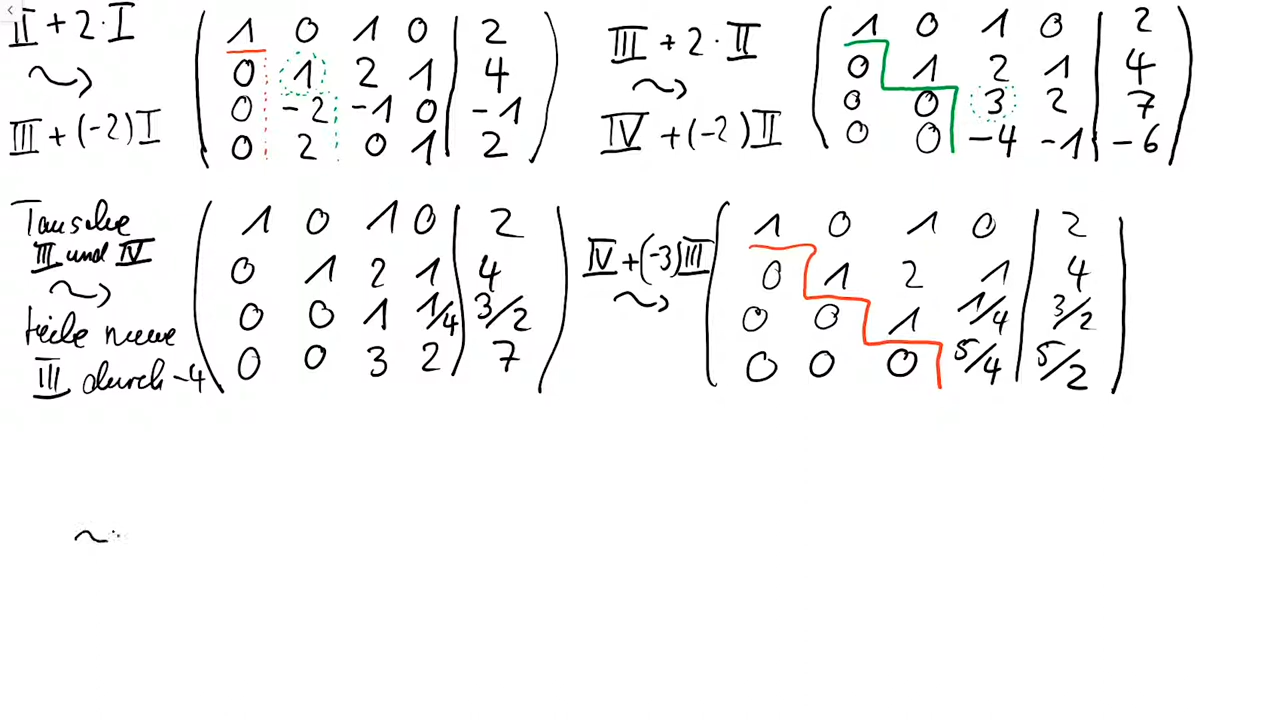 II + 2·I
⇝
III + (-2)I
1 0 1 0 | 2
0 1 2 1 | 4
0 -2 -1 0 | -1
0 2 0 1 | 2
III + 2·II
⇝
IV + (-2)II
1 0 1 0 | 2
0 1 2 1 | 4
0 0 3 2 | 7
0 0 -4 -1 | -6
Tausche
III und IV
⇝
teile neue
III durch -4
1 0 1 0 | 2
0 1 2 1 | 4
0 0 1 1/4 | 3/2
0 0 3 2 | 7
IV + (-3)III
⇝
1 0 1 0 | 2
0 1 2 1 | 4
0 0 1 1/4 | 3/2
0 0 0 5/4 | 5/2
~